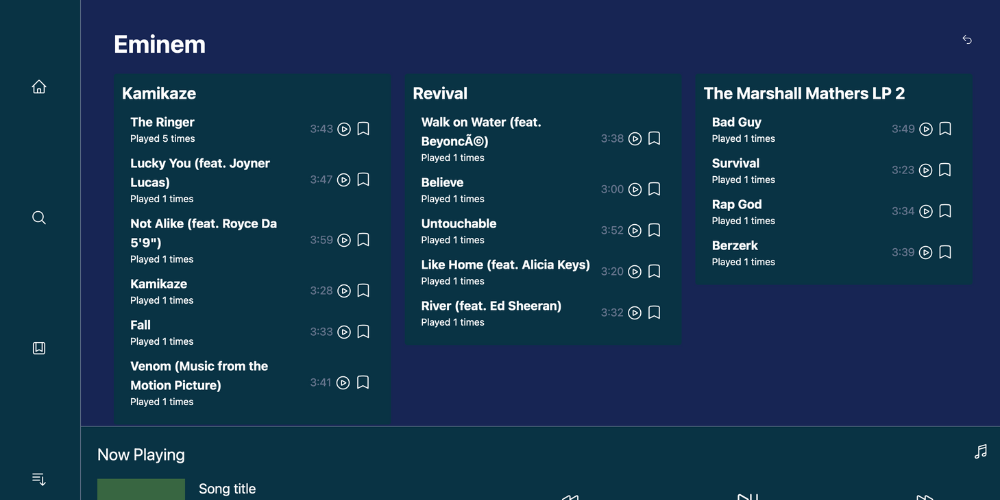 Eminem
Kamikaze
The Ringer
Played 5 times
3:43
Lucky You (feat. Joyner
Lucas)
Played 1 times
3:47
Not Alike (feat. Royce Da
5'9")
Played 1 times
3:59
Kamikaze
Played 1 times
3:28
Fall
Played 1 times
3:33
Venom (Music from the
Motion Picture)
Played 1 times
3:41
Revival
Walk on Water (feat.
BeyoncÃ©)
Played 1 times
3:38
Believe
Played 1 times
3:00
Untouchable
Played 1 times
3:52
Like Home (feat. Alicia Keys)
Played 1 times
3:20
River (feat. Ed Sheeran)
Played 1 times
3:32
The Marshall Mathers LP 2
Bad Guy
Played 1 times
3:49
Survival
Played 1 times
3:23
Rap God
Played 1 times
3:34
Berzerk
Played 1 times
3:39
Now Playing
Song title